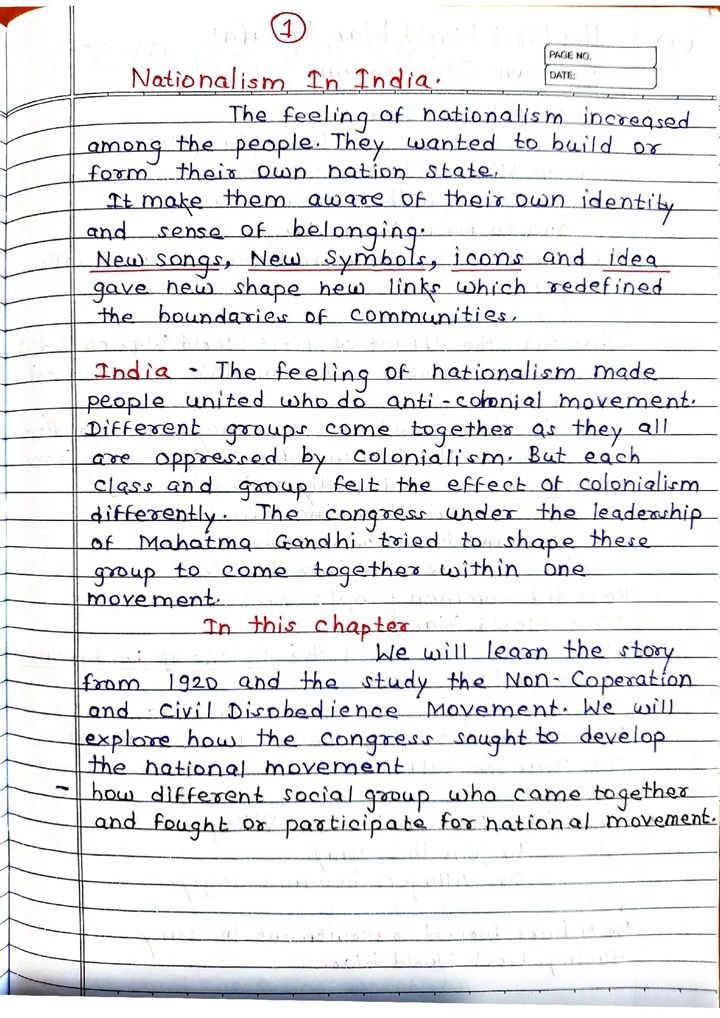 1
PAGE NO.
DATE:
Nationalism In India.
The feeling of nationalism increased
among the people. They wanted to build or
form their own nation state.
It make them aware of their own identity
and sense of belonging.
New songs, New Symbols, icons and idea
gave new shape new links which redefined
the boundaries of communities.
India - The feeling of nationalism made
people united who do anti-colonial movement.
Different groups come together as they all
are oppressed by colonialism. But each
class and group felt the effect of colonialism
differently. The congress under the leadership
of Mahatma Gandhi tried to shape these
group to come together within one
movement.
In this chapter
We will learn the story
from 1920 and the study the Non-Coperation
and Civil Disobedience Movement. We will
explore how the Congress sought to develop
the national movement
- how different social group who came together
and fought or participate for national movement.